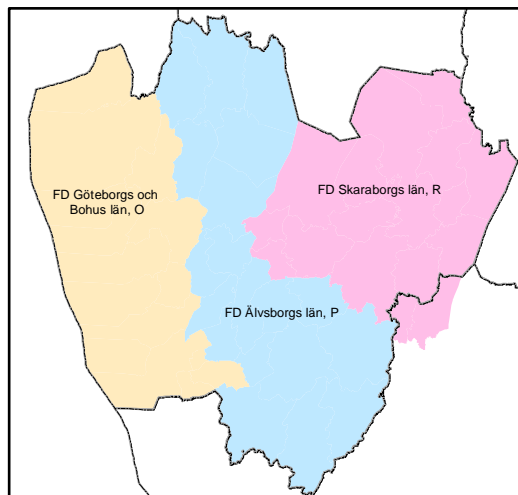 FD Göteborgs och
Bohus län, O
FD Skaraborgs län, R
FD Älvsborgs län, P